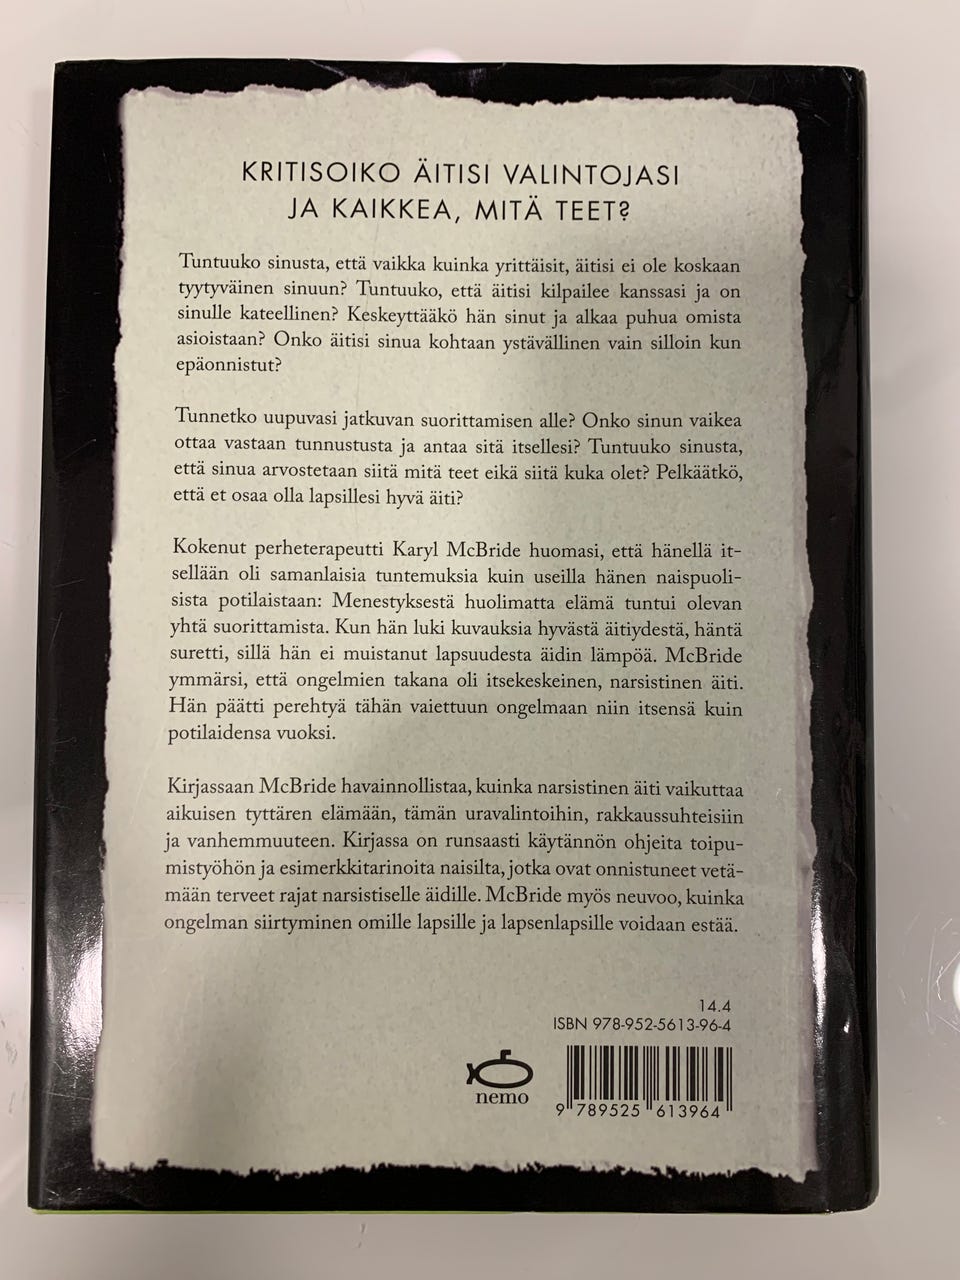 KRITISOIKO ÄITISI VALINTOJASI
JA KAIKKEA, MITÄ TEET?
Tuntuuko sinusta, että vaikka kuinka yrittäisit, äitisi ei ole koskaan
tyytyväinen sinuun? Tuntuuko, että äitisi kilpailee kanssasi ja on
sinulle kateellinen? Keskeyttääkö hän sinut ja alkaa puhua omista
asioistaan? Onko äitisi sinua kohtaan ystävällinen vain silloin kun
epäonnistut?
Tunnetko uupuvasi jatkuvan suorittamisen alle? Onko sinun vaikea
ottaa vastaan tunnustusta ja antaa sitä itsellesi? Tuntuuko sinusta,
että sinua arvostetaan siitä mitä teet eikä siitä kuka olet? Pelkäätkö,
että et osaa olla lapsillesi hyvä äiti?
Kokenut perheterapeutti Karyl McBride huomasi, että hänellä it-
sellään oli samanlaisia tuntemuksia kuin useilla hänen naispuoli-
sista potilaistaan: Menestyksestä huolimatta elämä tuntui olevan
yhtä suorittamista. Kun hän luki kuvauksia hyvästä äitiydestä, häntä
suretti, sillä hän ei muistanut lapsuudesta äidin lämpöä. McBride
ymmärsi, että ongelmien takana oli itsekeskeinen, narsistinen äiti.
Hän päätti perehtyä tähän vaiettuun ongelmaan niin itsensä kuin
potilaidensa vuoksi.
Kirjassaan McBride havainnollistaa, kuinka narsistinen äiti vaikuttaa
aikuisen tyttären elämään, tämän uravalintoihin, rakkaussuhteisiin
ja vanhemmuuteen. Kirjassa on runsaasti käytännön ohjeita toipu-
mistyöhön ja esimerkkitarinoita naisilta, jotka ovat onnistuneet vetä-
mään terveet rajat narsistiselle äidille. McBride myös neuvoo, kuinka
ongelman siirtyminen omille lapsille ja lapsenlapsille voidaan estää.
14.4
ISBN 978-952-5613-96-4
nemo
9 789525 613964